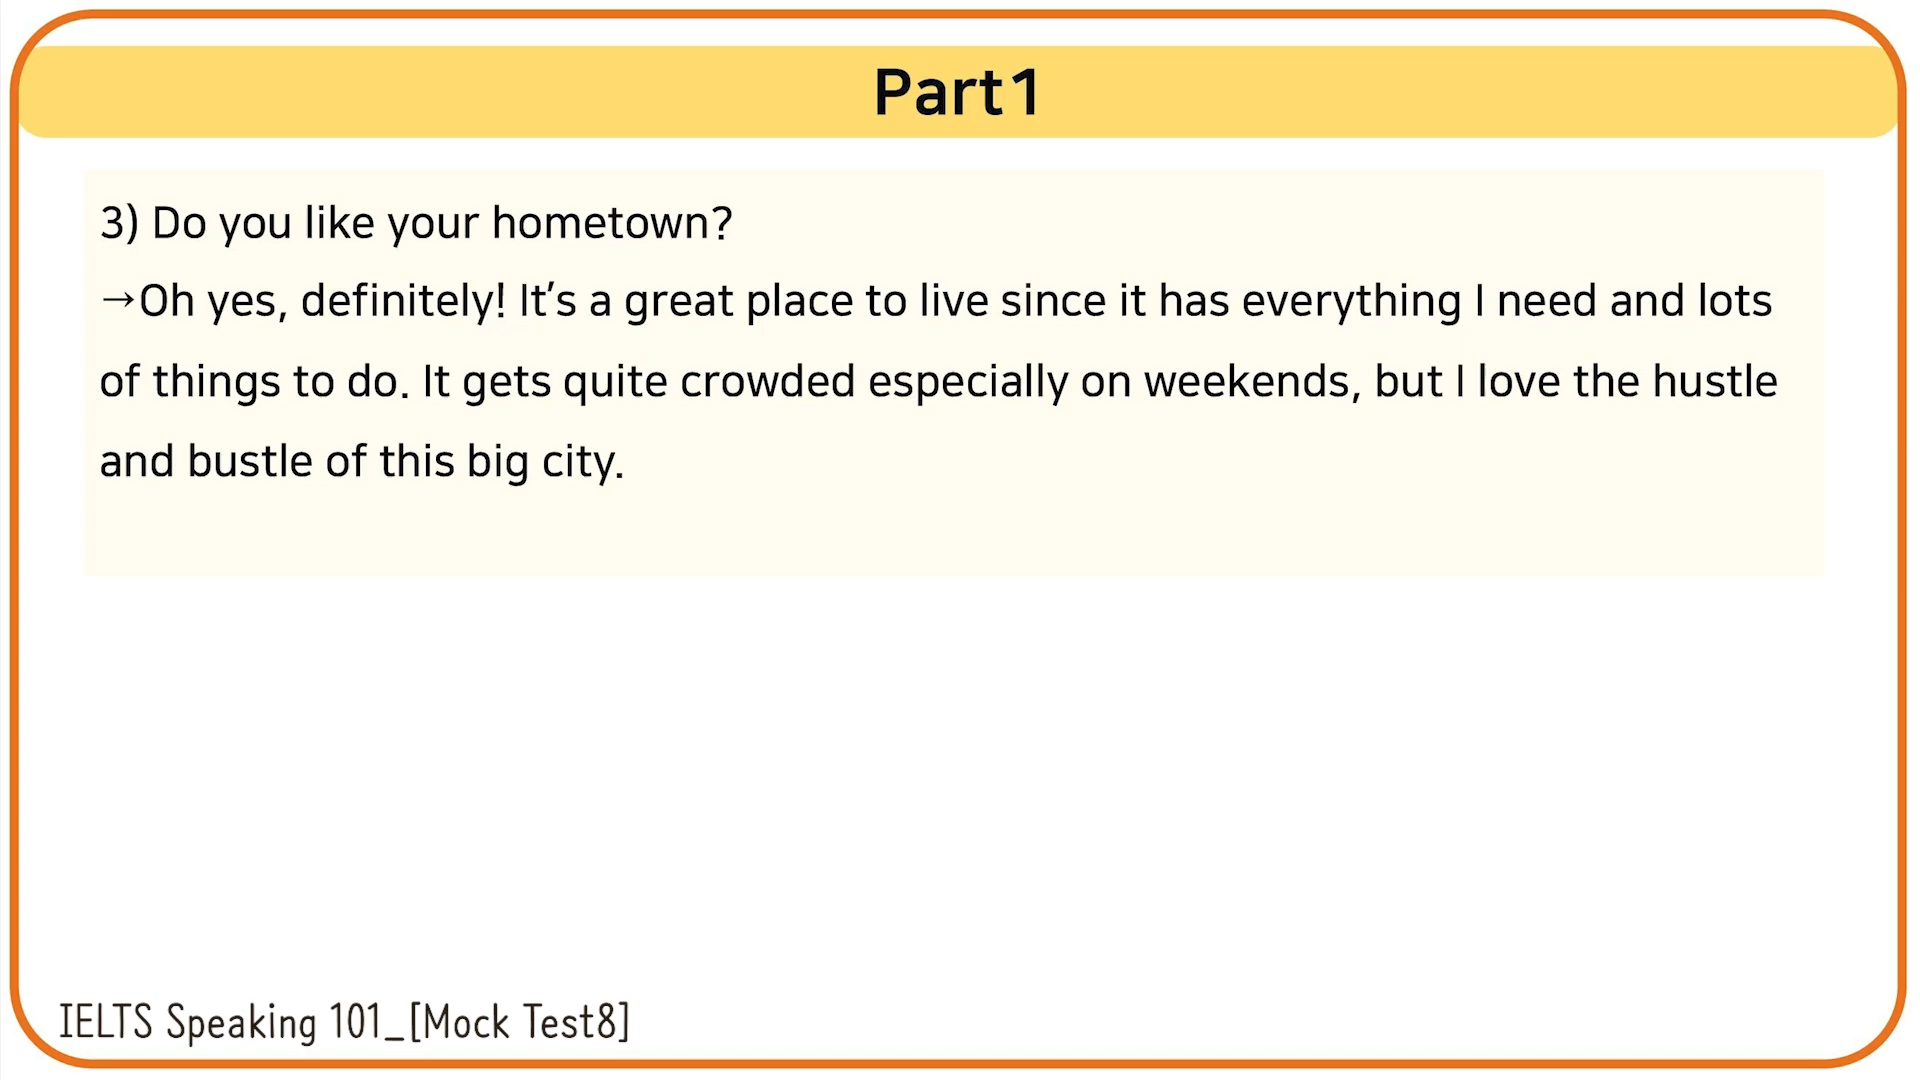 Part1
3) Do you like your hometown?
→Oh yes, definitely! It’s a great place to live since it has everything I need and lots
of things to do. It gets quite crowded especially on weekends, but I love the hustle
and bustle of this big city.
IELTS Speaking 101_[Mock Test8]